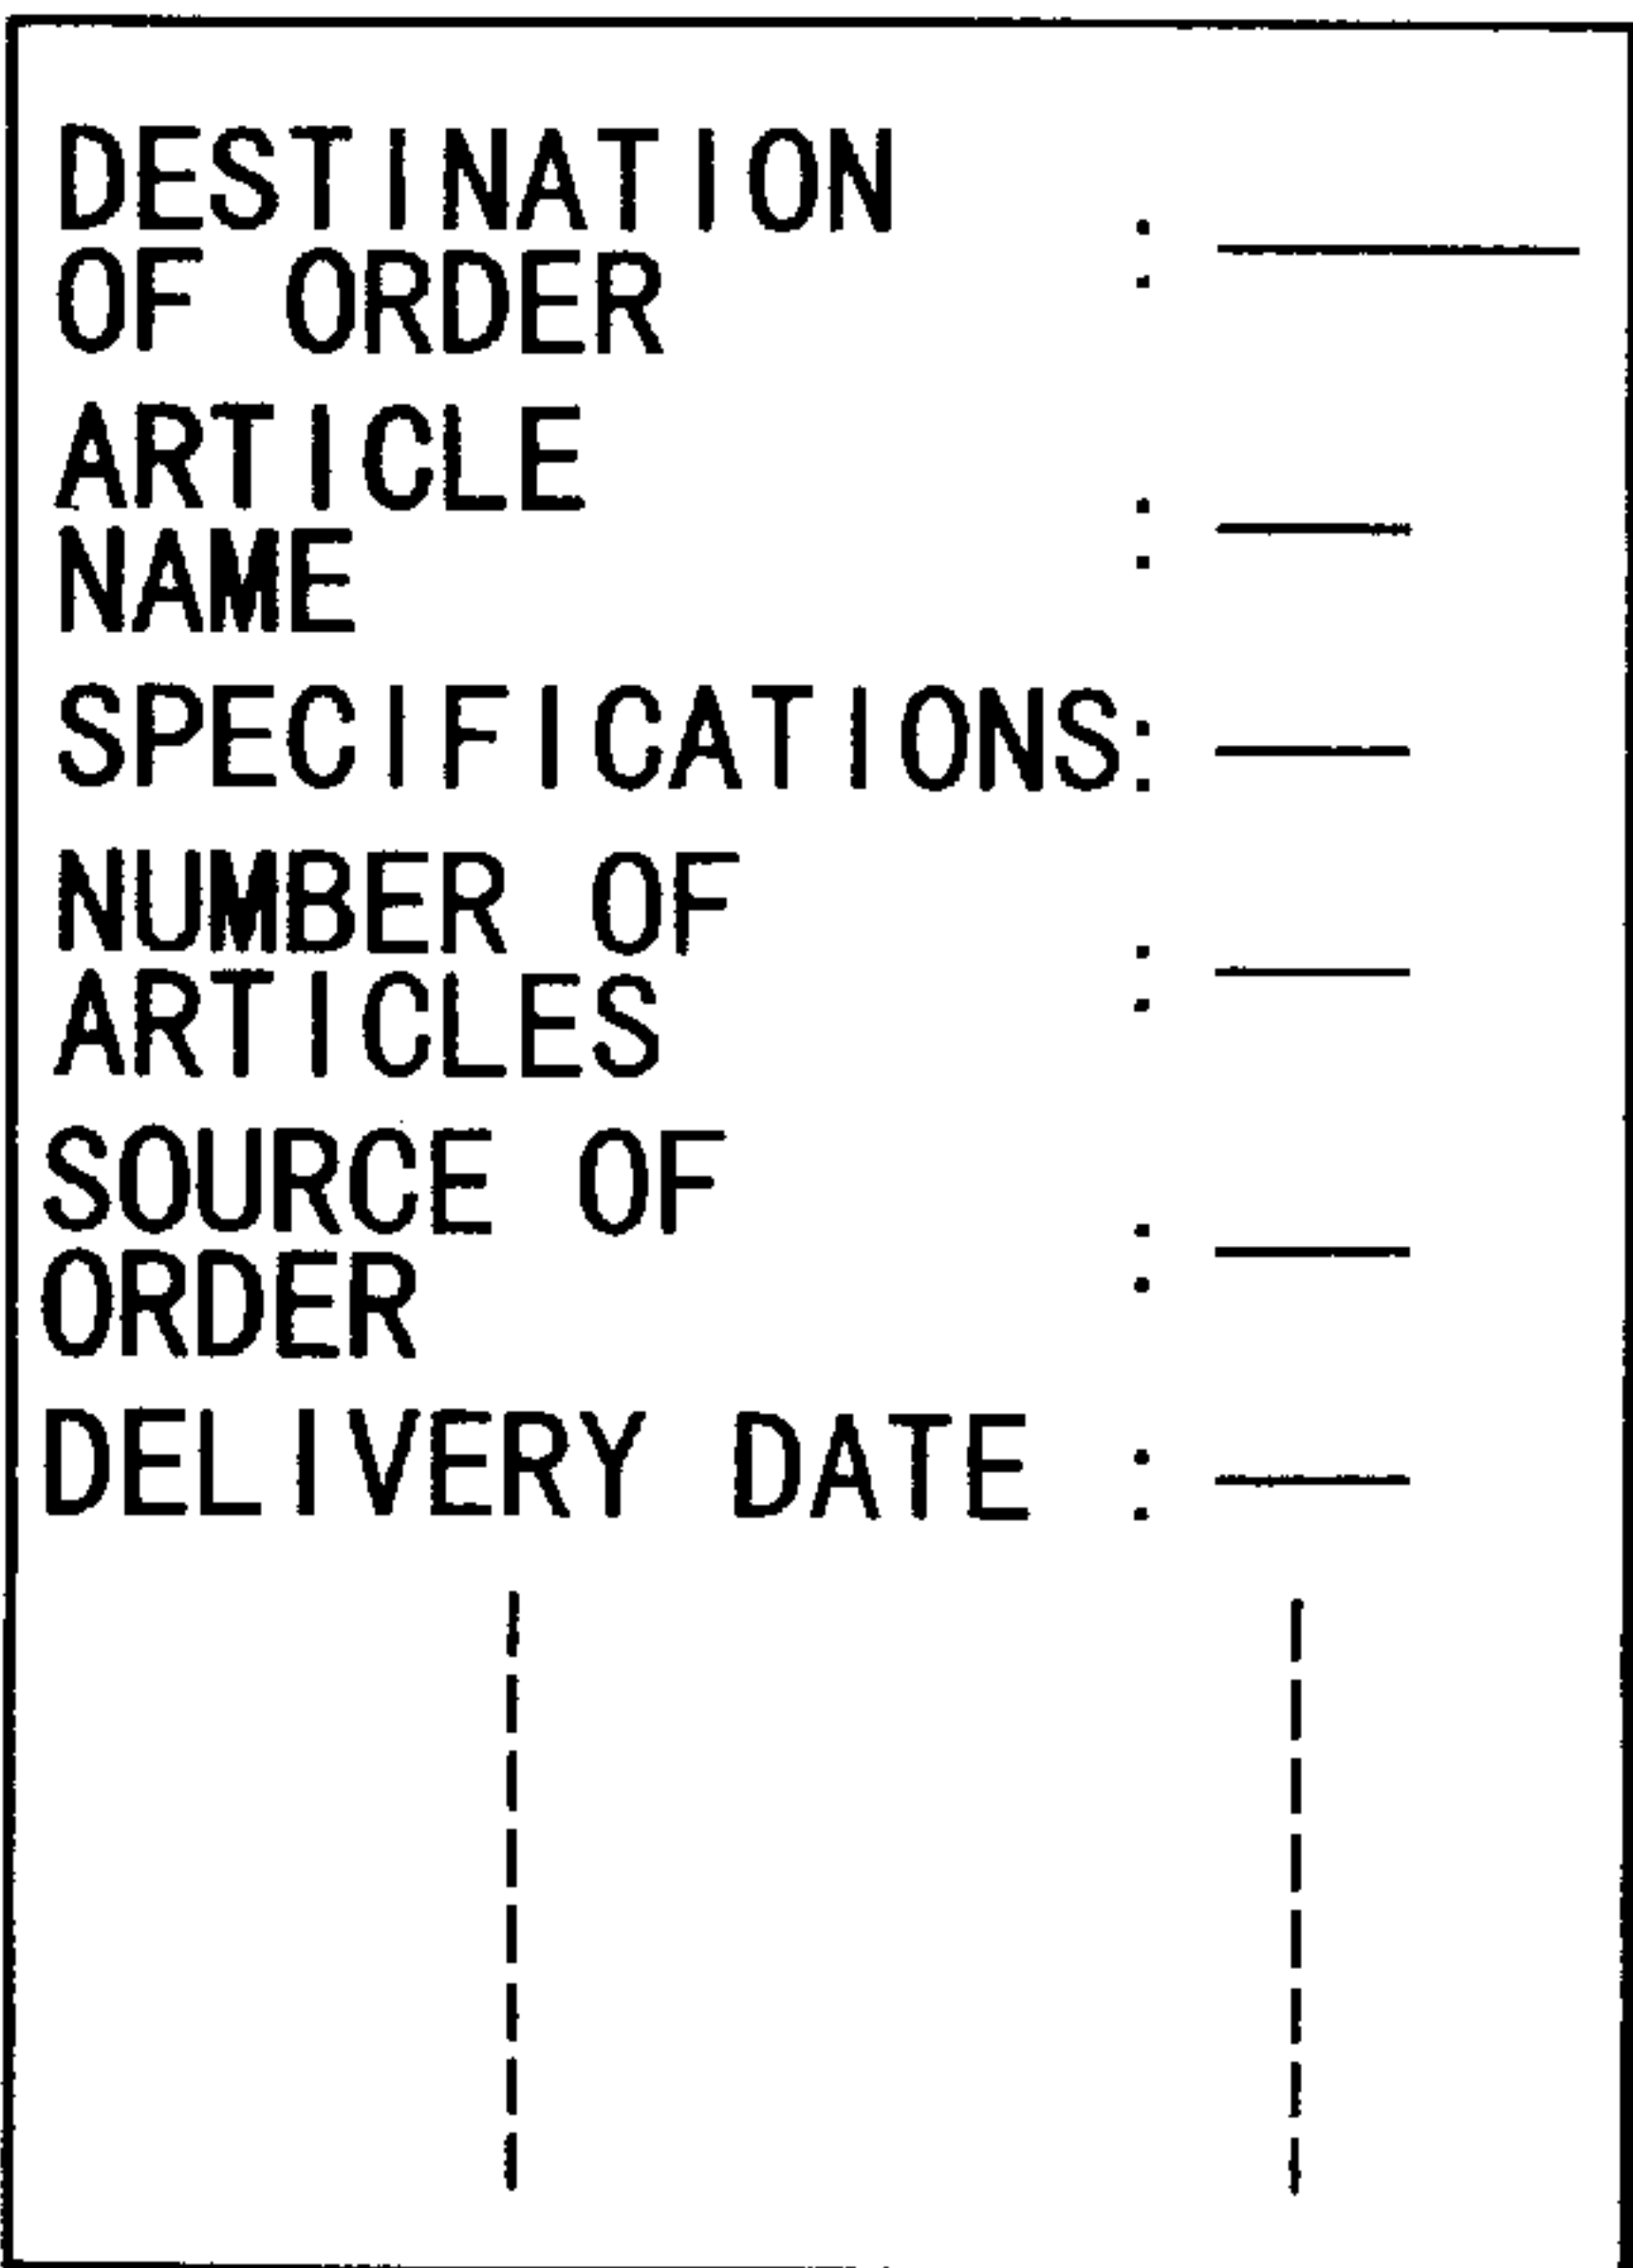 DESTINATION
OF ORDER :
ARTICLE
NAME :
SPECIFICATIONS:
NUMBER OF
ARTICLES :
SOURCE OF
ORDER :
DELIVERY DATE :